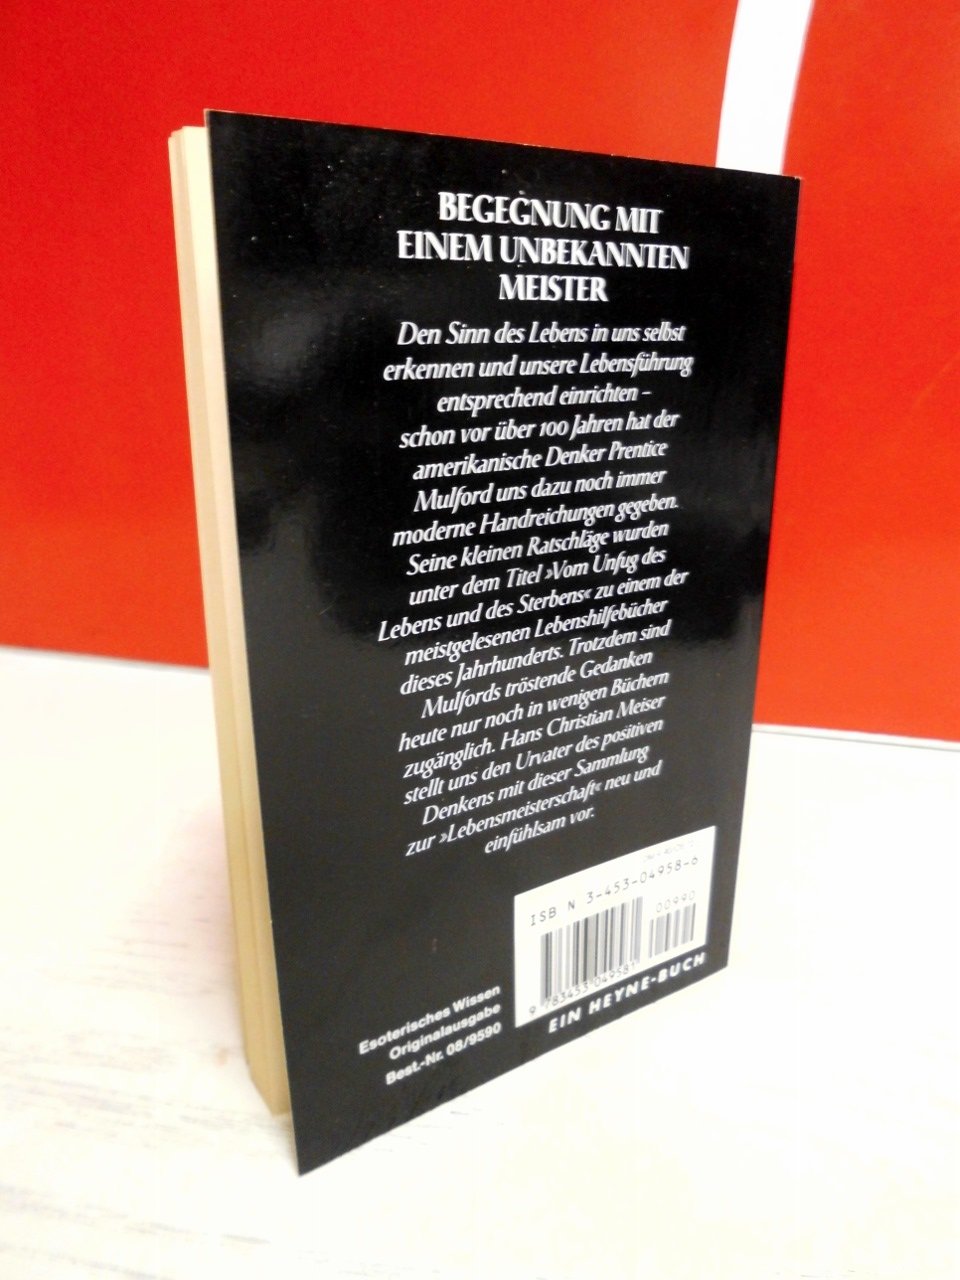 BEGEGNUNG MIT
EINEM UNBEKANNTEN
MEISTER
Den Sinn des Lebens in uns selbst
erkennen und unsere Lebensführung
entsprechend einrichten –
schon vor über 100 Jahren hat der
amerikanische Denker Prentice
Mulford uns dazu noch immer
moderne Handreichungen gegeben.
Seine kleinen Ratschläge wurden
unter dem Titel »Vom Unfug des
Lebens und des Sterbens« zu einem der
meistgelesenen Lebenshilfebücher
dieses Jahrhunderts. Trotzdem sind
Mulfords tröstende Gedanken
heute nur noch in wenigen Büchern
zugänglich. Hans Christian Meiser
stellt uns den Urvater des positiven
Denkens mit dieser Sammlung
zur »Lebensmeisterschaft« neu und
einfühlsam vor.
ISBN 3-453-04958-6
00990
9 783453 049581
EIN HEYNE-BUCH
Esoterisches Wissen
Originalausgabe
Best.-Nr. 08/9590